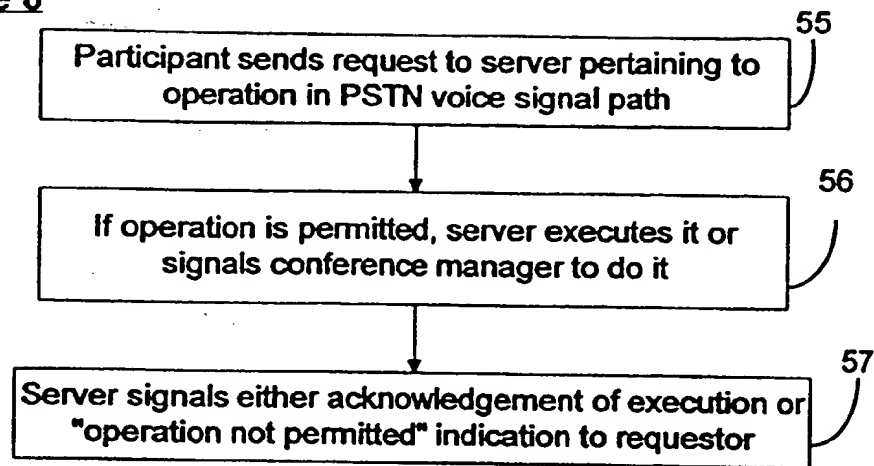 55
Participant sends request to server pertaining to
operation in PSTN voice signal path
56
If operation is permitted, server executes it or
signals conference manager to do it
57
Server signals either acknowledgement of execution or
"operation not permitted" indication to requestor